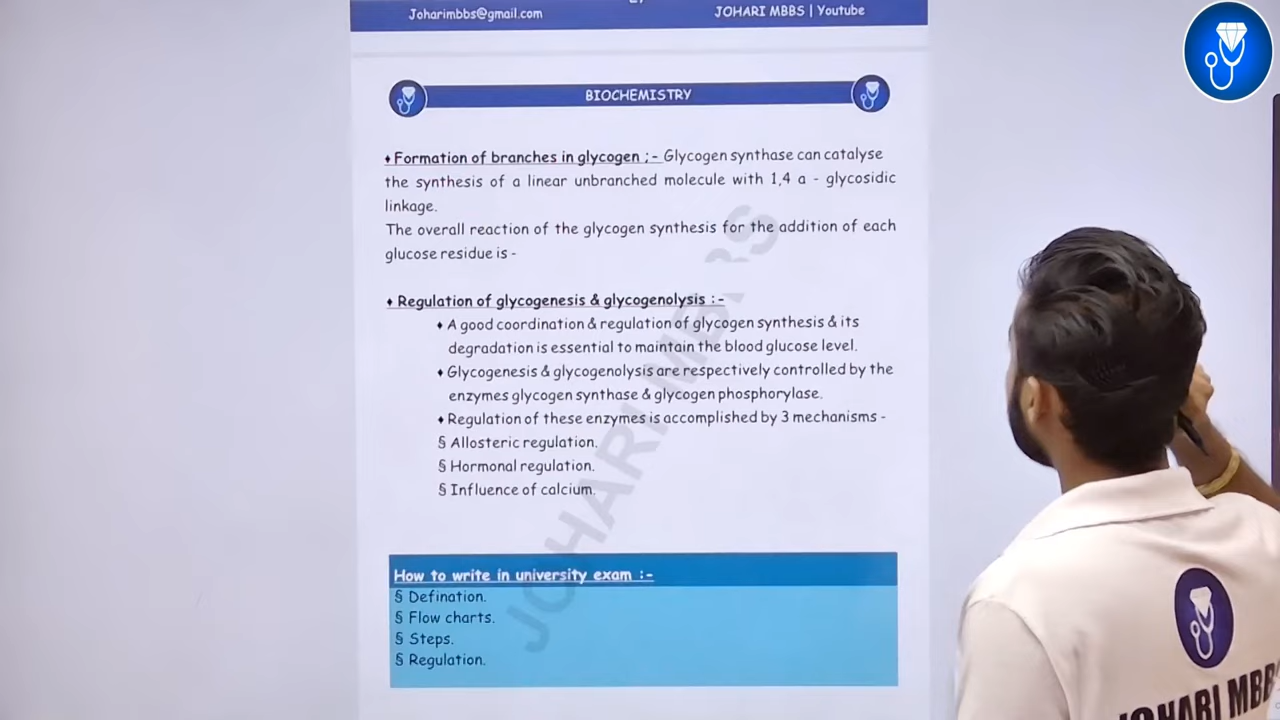 Joharimbbs@gmail.com
JOHARI MBBS | Youtube
BIOCHEMISTRY
♦ Formation of branches in glycogen ;- Glycogen synthase can catalyse
the synthesis of a linear unbranched molecule with 1,4 a - glycosidic
linkage.
The overall reaction of the glycogen synthesis for the addition of each
glucose residue is -
♦ Regulation of glycogenesis & glycogenolysis :-
♦ A good coordination & regulation of glycogen synthesis & its
degradation is essential to maintain the blood glucose level.
♦ Glycogenesis & glycogenolysis are respectively controlled by the
enzymes glycogen synthase & glycogen phosphorylase.
♦ Regulation of these enzymes is accomplished by 3 mechanisms -
§ Allosteric regulation.
§ Hormonal regulation.
§ Influence of calcium.
JOHARI MBBS
How to write in university exam :-
§ Defination.
§ Flow charts.
§ Steps.
§ Regulation.
JOHARI MBBS